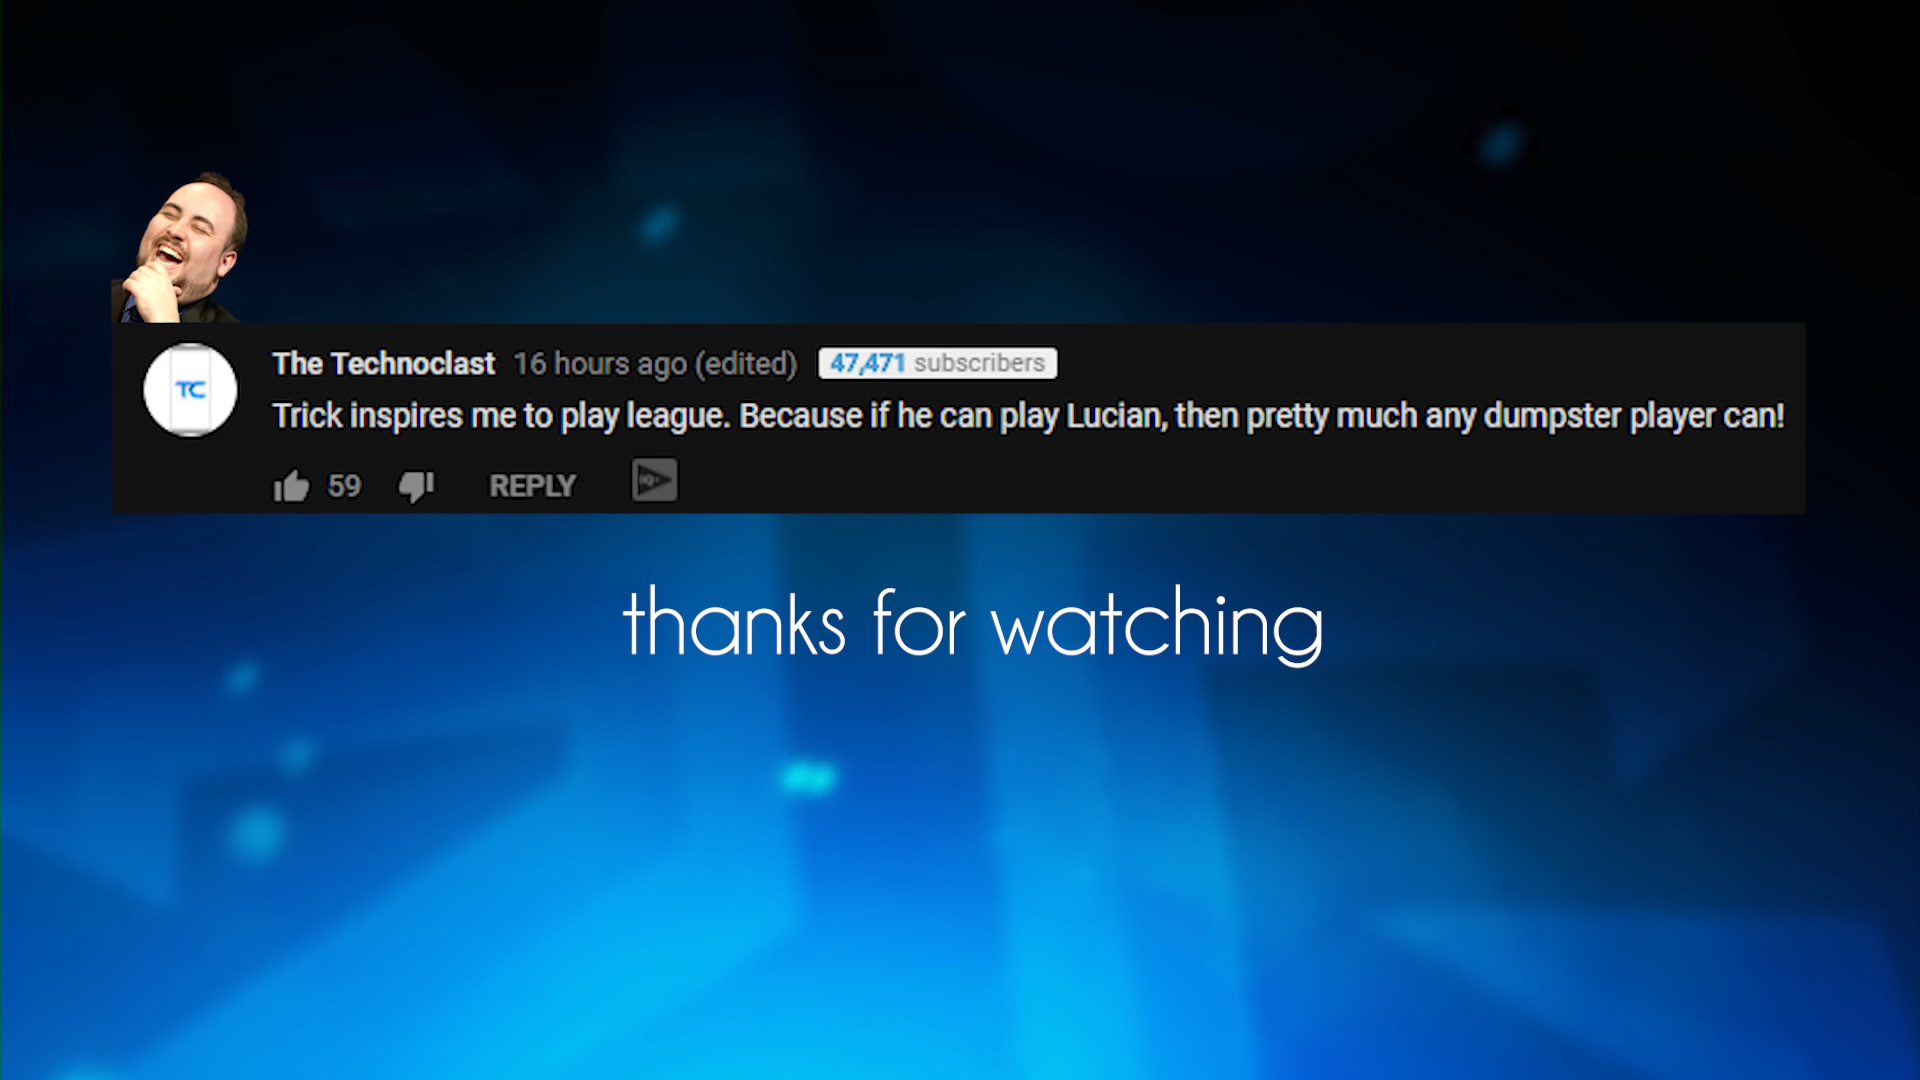 The Technoclast 16 hours ago (edited) 47,471 subscribers
TC
Trick inspires me to play league. Because if he can play Lucian, then pretty much any dumpster player can!
59 REPLY
thanks for watching